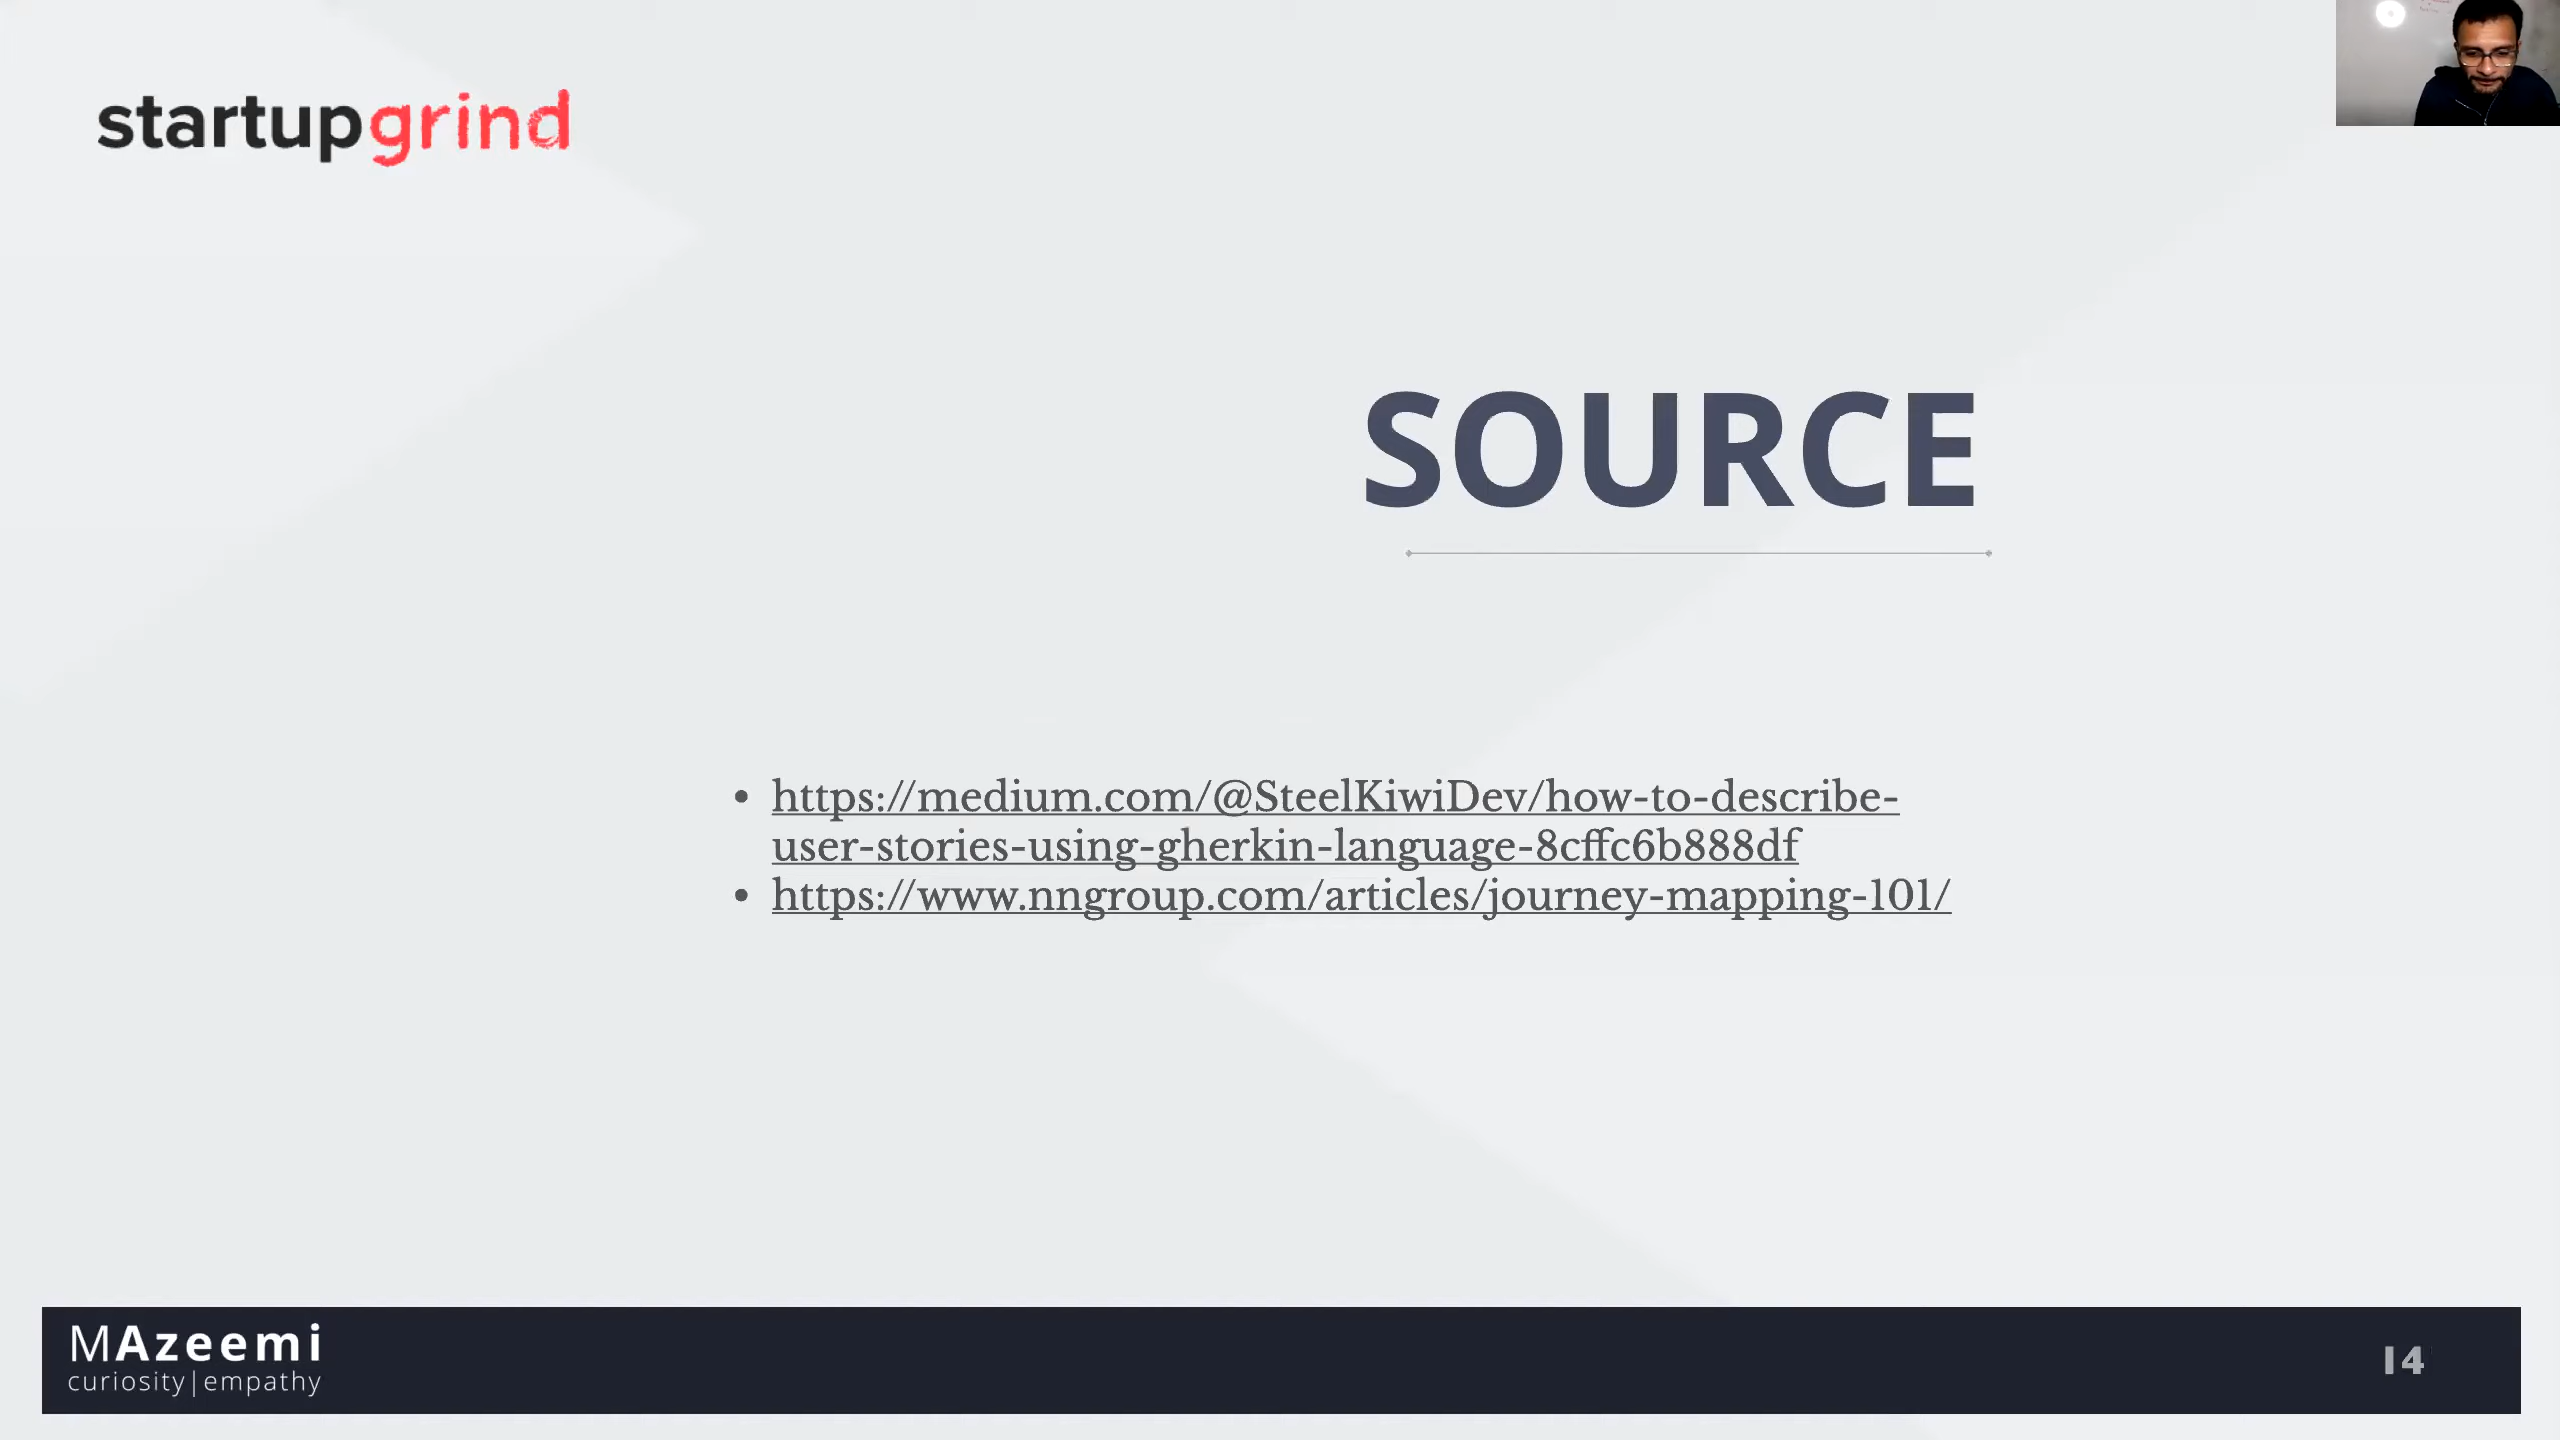 startupgrind
SOURCE
• https://medium.com/@SteelKiwiDev/how-to-describe-
user-stories-using-gherkin-language-8cffc6b888df
• https://www.nngroup.com/articles/journey-mapping-101/
MAzeemi
curiosity|empathy
14